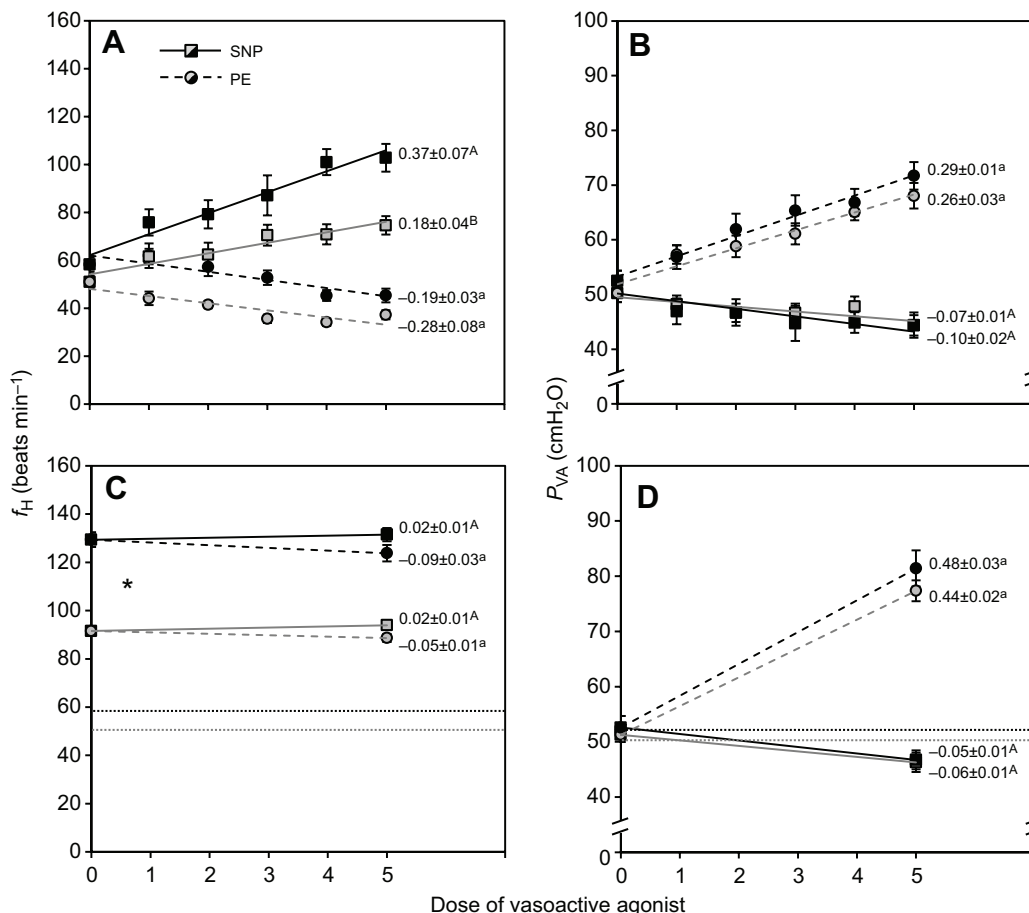 A
SNP
PE
160
140
120
100
80
60
40
20
0
0.37±0.07ᴬ
0.18±0.04ᴮ
–0.19±0.03ᵃ
–0.28±0.08ᵃ
B
100
90
80
70
60
50
40
0
0.29±0.01ᵃ
0.26±0.03ᵃ
–0.07±0.01ᴬ
–0.10±0.02ᴬ
fH (beats min⁻¹)
PVA (cmH₂O)
C
160
140
120
100
80
60
40
20
0
0.02±0.01ᴬ
–0.09±0.03ᵃ
*
0.02±0.01ᴬ
–0.05±0.01ᵃ
0 1 2 3 4 5
D
100
90
80
70
60
50
40
0
0.48±0.03ᵃ
0.44±0.02ᵃ
–0.05±0.01ᴬ
–0.06±0.01ᴬ
0 1 2 3 4 5
Dose of vasoactive agonist